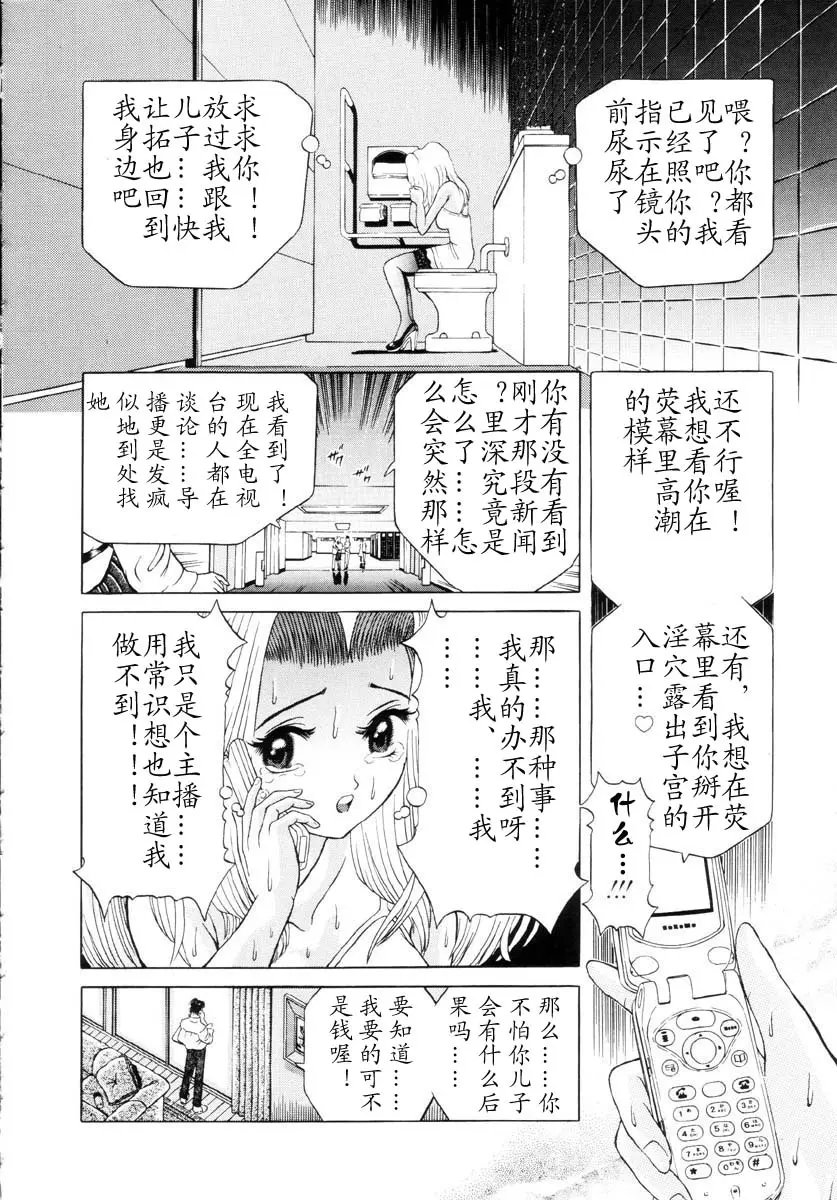 喂？你都看
见了吧？我
已经照你的
指示在镜头
前尿尿了
求求你！！
放过我跟我
儿子……快
让拓也回到
我身边吧
还不行喔！
我想看你在
荧幕里高潮
的模样
还有，我想在荧
幕里看到你掰开
淫穴露出子宫的
入口…♡
什么…!!!
你有没有看到
刚才那段新闻
？里深究竟是
怎么了……怎
么会突然那样
我看到了！
现在全电视
台的人都在
谈论……导
播更是发疯
似地到处找
她
那……那种事……
我真的办不到呀
……我、……我
……
我只是个主播……
用常识想也知道我
做不到！！！
那么……你
不怕你儿子
会有什么后
果吗……
要知道……
我要的可不
是钱喔！